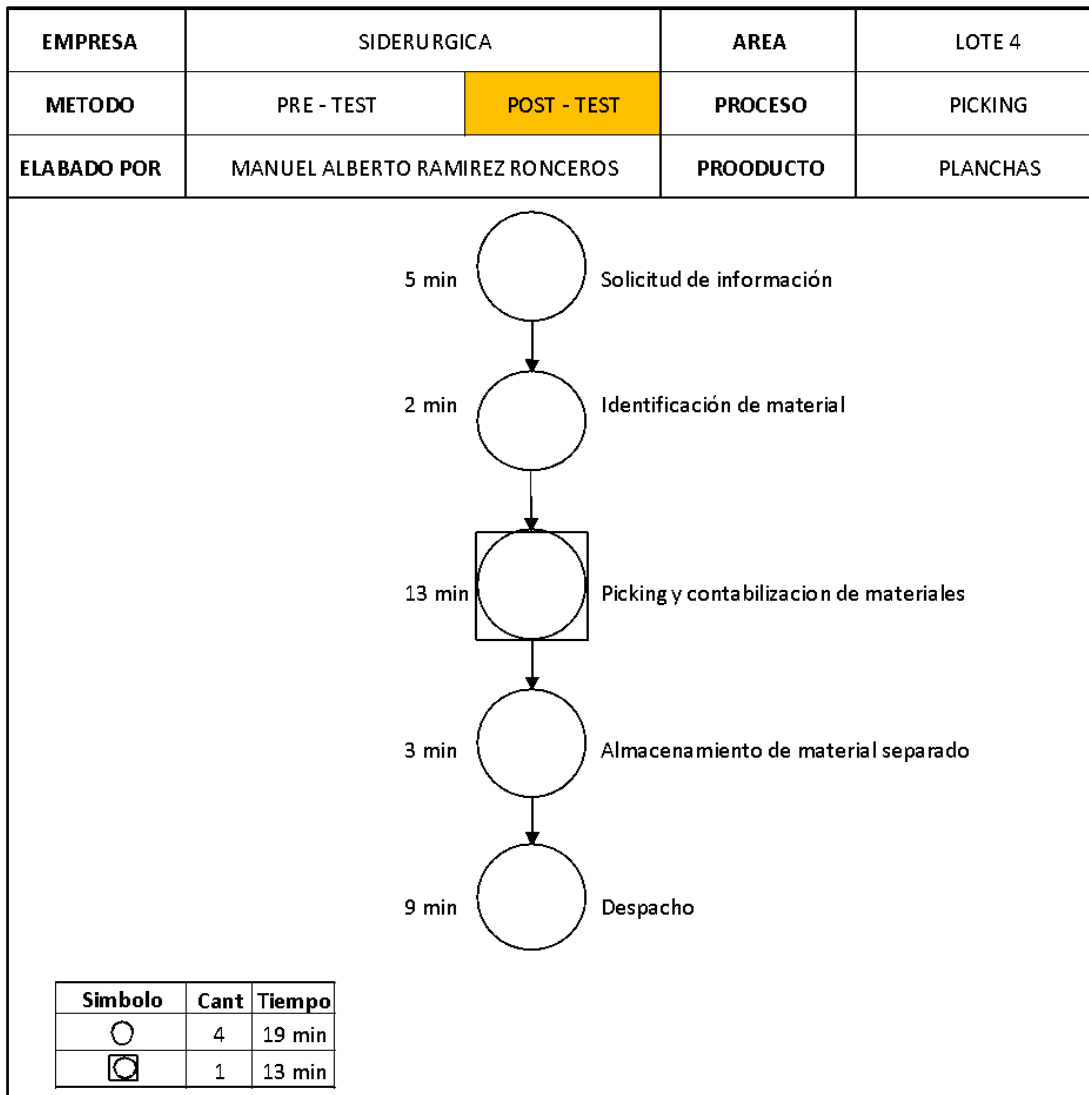 EMPRESA SIDERURGICA AREA LOTE 4
METODO PRE - TEST POST - TEST PROCESO PICKING
ELABADO POR MANUEL ALBERTO RAMIREZ RONCEROS PROODUCTO PLANCHAS
5 min Solicitud de información
2 min Identificación de material
13 min Picking y contabilizacion de materiales
3 min Almacenamiento de material separado
9 min Despacho
Simbolo Cant Tiempo
4 19 min
1 13 min